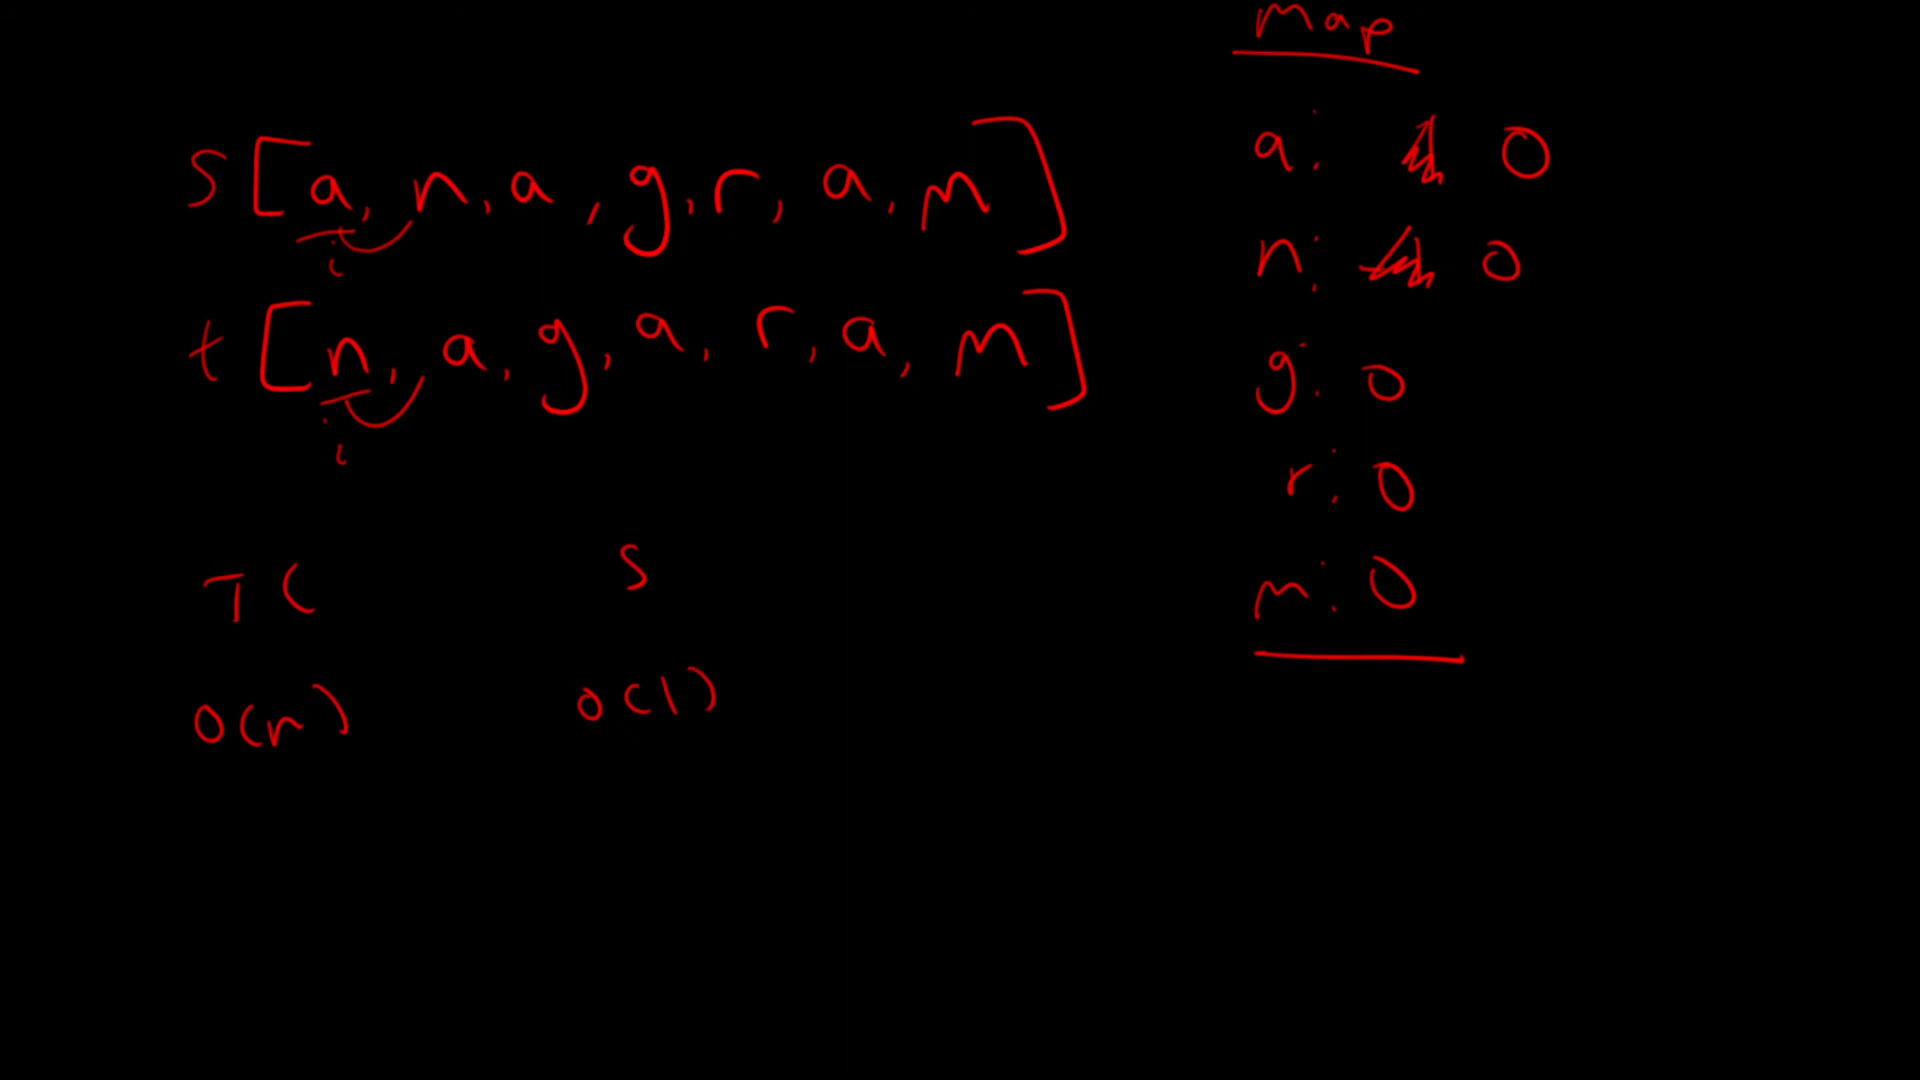 map
s [a, n, a, g, r, a, m]
t [n, a, g, a, r, a, m]
i
i
TC S
O(n) O(1)
a: 0
n: 0
g: 0
r: 0
m: 0